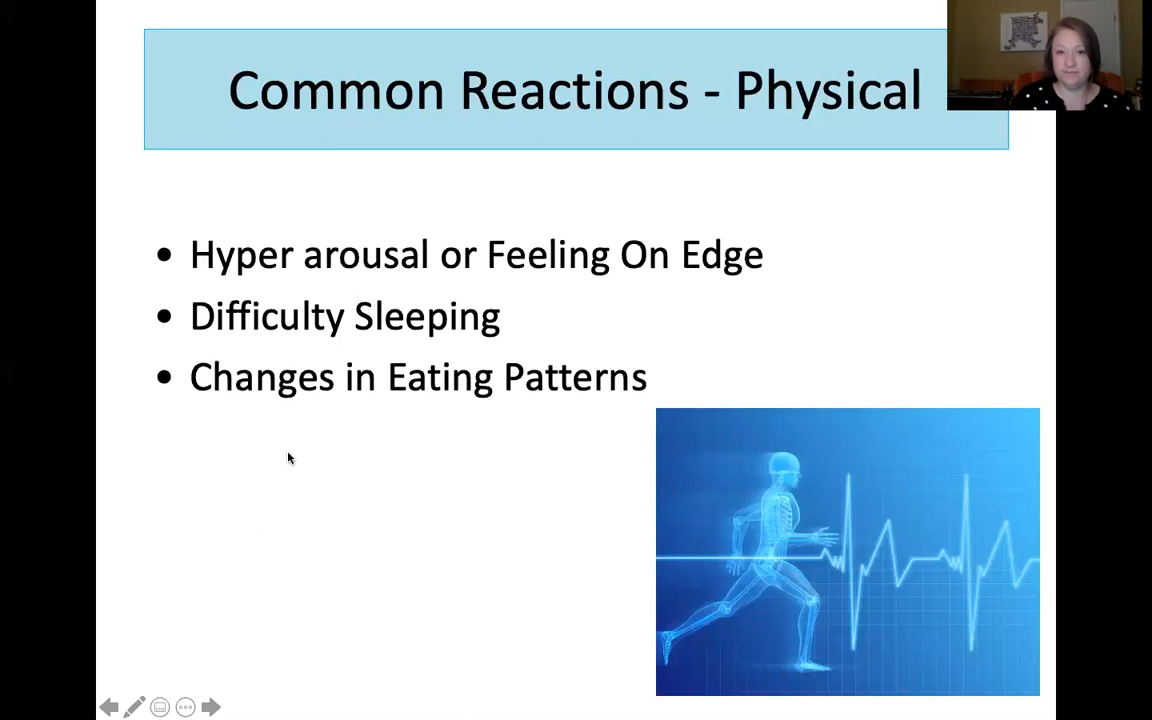 Common Reactions - Physical
• Hyper arousal or Feeling On Edge
• Difficulty Sleeping
• Changes in Eating Patterns